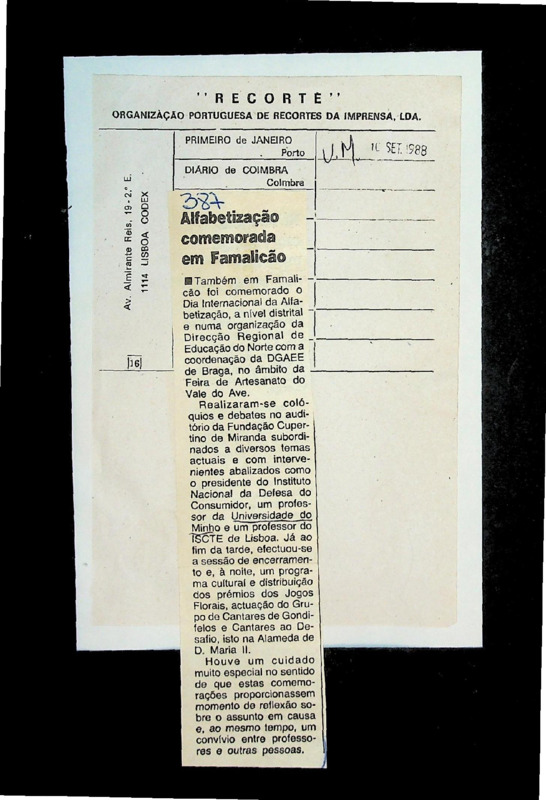 "RECORTE"
ORGANIZAÇÃO PORTUGUESA DE RECORTES DA IMPRENSA, LDA.
PRIMEIRO de JANEIRO
Porto
DIÁRIO de COIMBRA
Coimbra
U.M.
10 SET. 1988
Av. Almirante Reis, 19-2.º E.
1114 LISBOA CODEX
16
387
Alfabetização
comemorada
em Famalicão
Também em Famali-
cão foi comemorado o
Dia Internacional da Alfa-
betização, a nível distrital
e numa organização da
Direcção Regional de
Educação do Norte com a
coordenação da DGAEE
de Braga, no âmbito da
Feira de Artesanato do
Vale do Ave.
Realizaram-se coló-
quios e debates no audi-
tório da Fundação Cuper-
tino de Miranda subordi-
nados a diversos temas
actuais e com interve-
nientes abalizados como
o presidente do Instituto
Nacional da Defesa do
Consumidor, um profes-
sor da Universidade do
Minho e um professor do
ISCTE de Lisboa. Já ao
fim da tarde, efectuou-se
a sessão de encerramen-
to e, à noite, um progra-
ma cultural e distribuição
dos prémios dos Jogos
Florais, actuação do Gru-
po de Cantares de Gondi-
felos e Cantares ao De-
safio, isto na Alameda de
D. Maria II.
Houve um cuidado
muito especial no sentido
de que estas comemo-
rações proporcionassem
momento de reflexão so-
bre o assunto em causa
e, ao mesmo tempo, um
convívio entre professo-
res e outras pessoas.